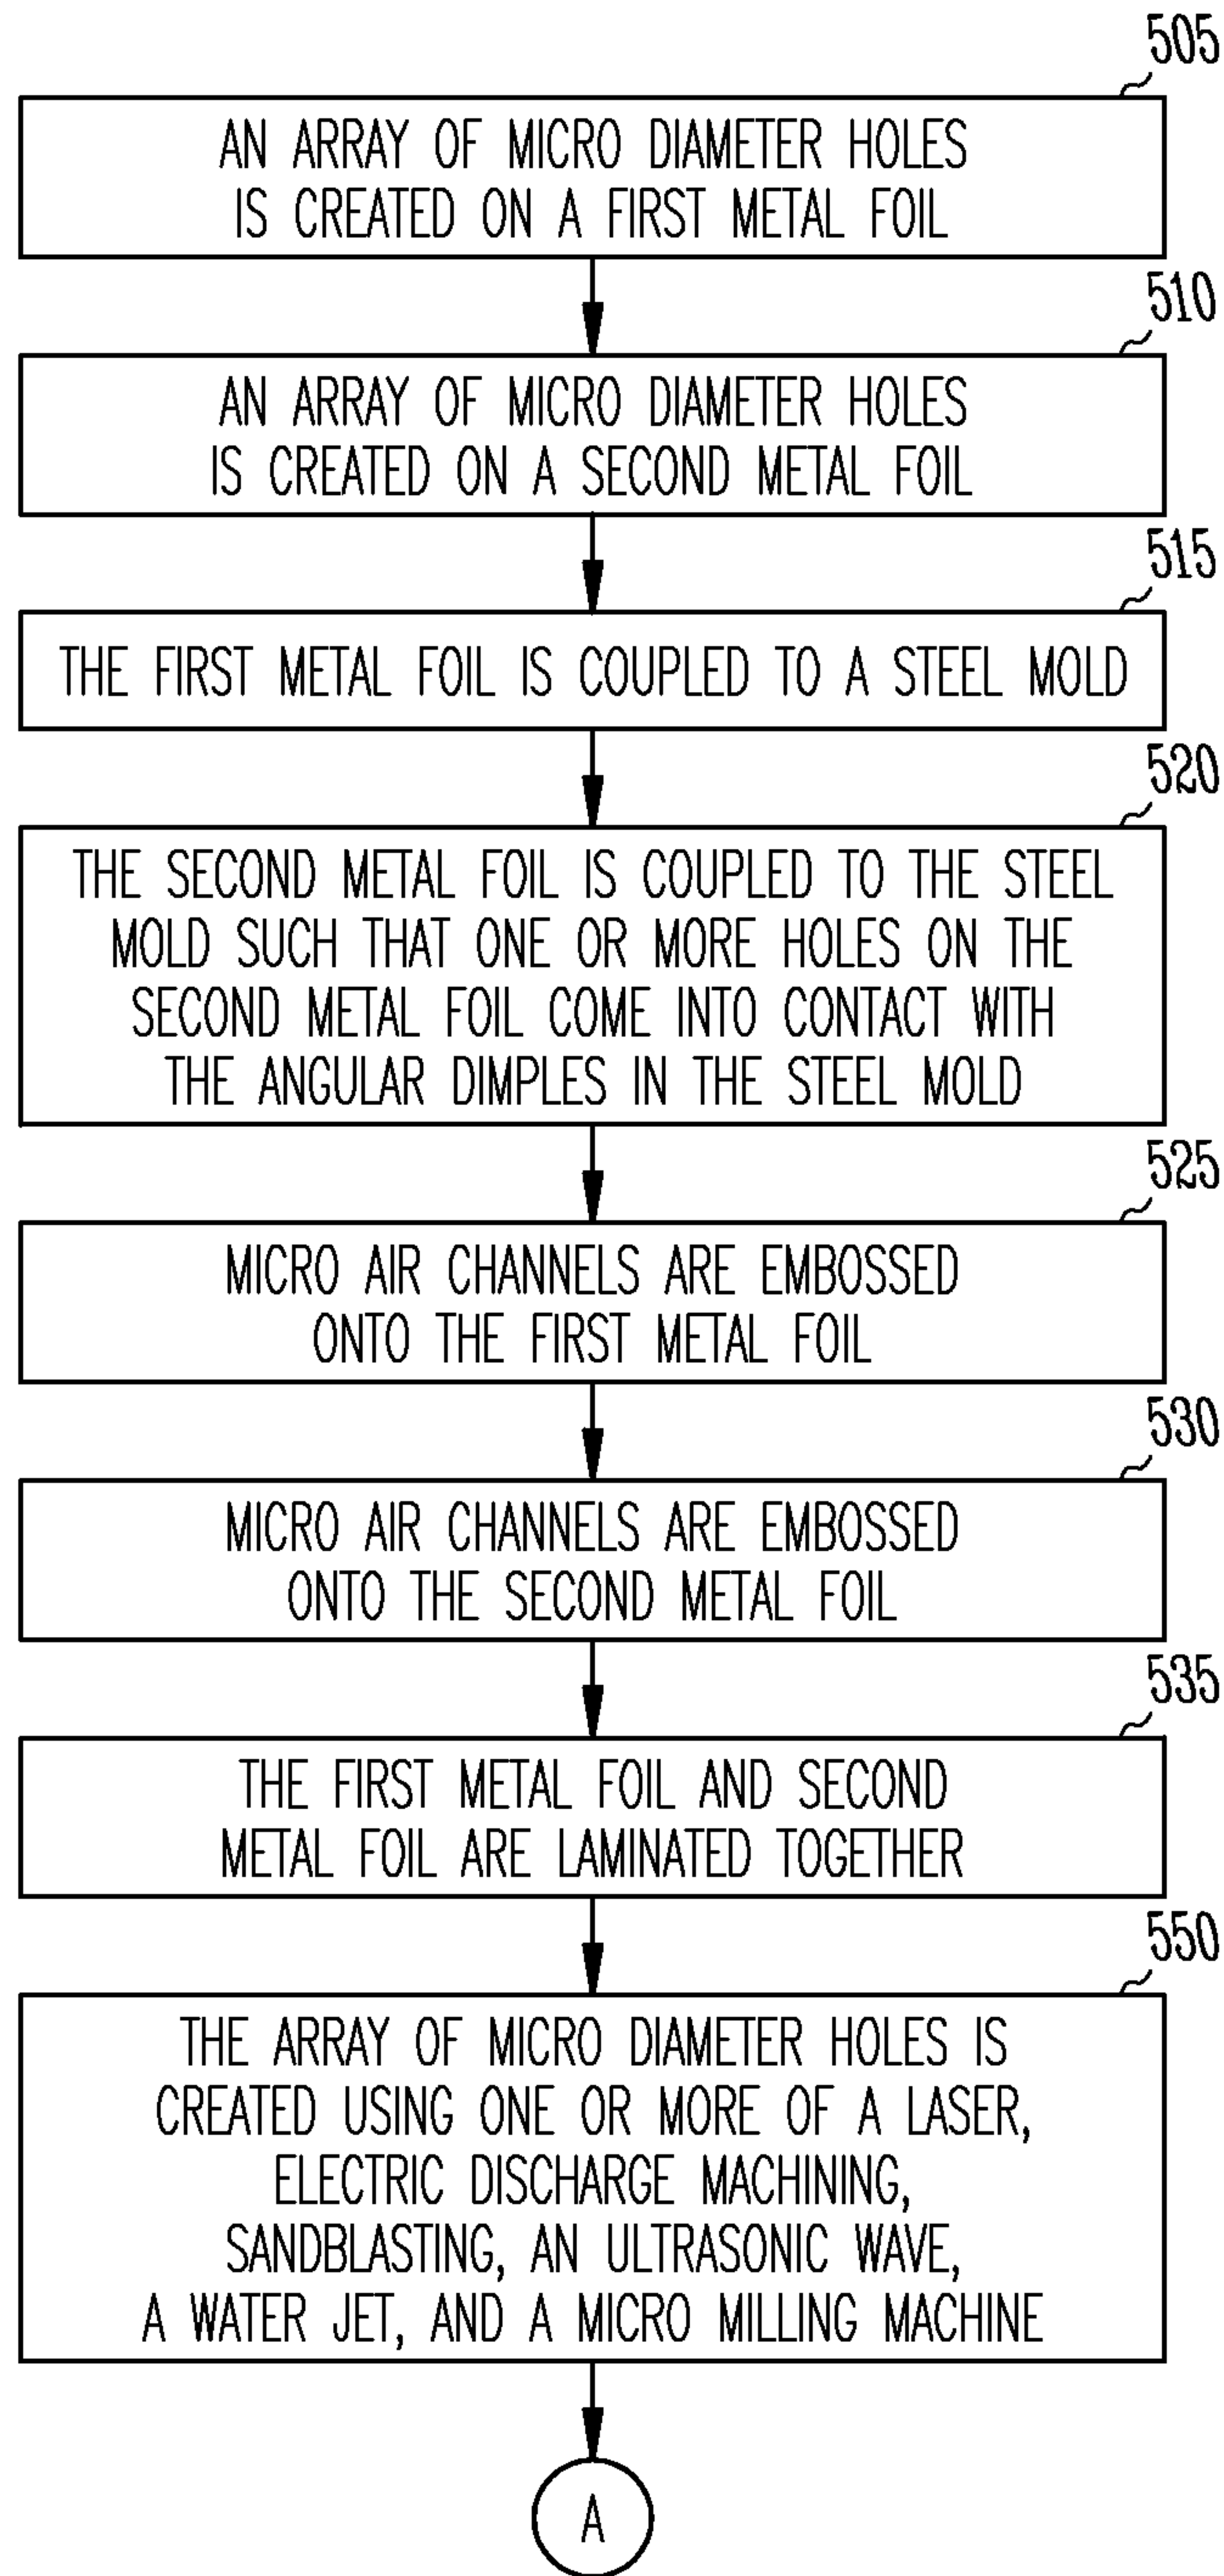 505
AN ARRAY OF MICRO DIAMETER HOLES
IS CREATED ON A FIRST METAL FOIL
510
AN ARRAY OF MICRO DIAMETER HOLES
IS CREATED ON A SECOND METAL FOIL
515
THE FIRST METAL FOIL IS COUPLED TO A STEEL MOLD
520
THE SECOND METAL FOIL IS COUPLED TO THE STEEL
MOLD SUCH THAT ONE OR MORE HOLES ON THE
SECOND METAL FOIL COME INTO CONTACT WITH
THE ANGULAR DIMPLES IN THE STEEL MOLD
525
MICRO AIR CHANNELS ARE EMBOSSED
ONTO THE FIRST METAL FOIL
530
MICRO AIR CHANNELS ARE EMBOSSED
ONTO THE SECOND METAL FOIL
535
THE FIRST METAL FOIL AND SECOND
METAL FOIL ARE LAMINATED TOGETHER
550
THE ARRAY OF MICRO DIAMETER HOLES IS
CREATED USING ONE OR MORE OF A LASER,
ELECTRIC DISCHARGE MACHINING,
SANDBLASTING, AN ULTRASONIC WAVE,
A WATER JET, AND A MICRO MILLING MACHINE
A